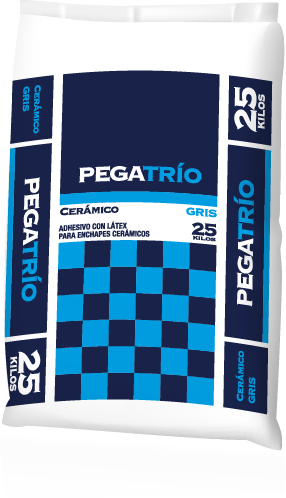 CERÁMICO
GRIS
PEGATRÍO
25
KILOS
PEGATRÍO
CERÁMICO
GRIS
ADHESIVO CON LÁTEX
PARA ENCHAPES CERÁMICOS
25
KILOS
25
KILOS
PEGATRÍO
CERÁMICO
GRIS